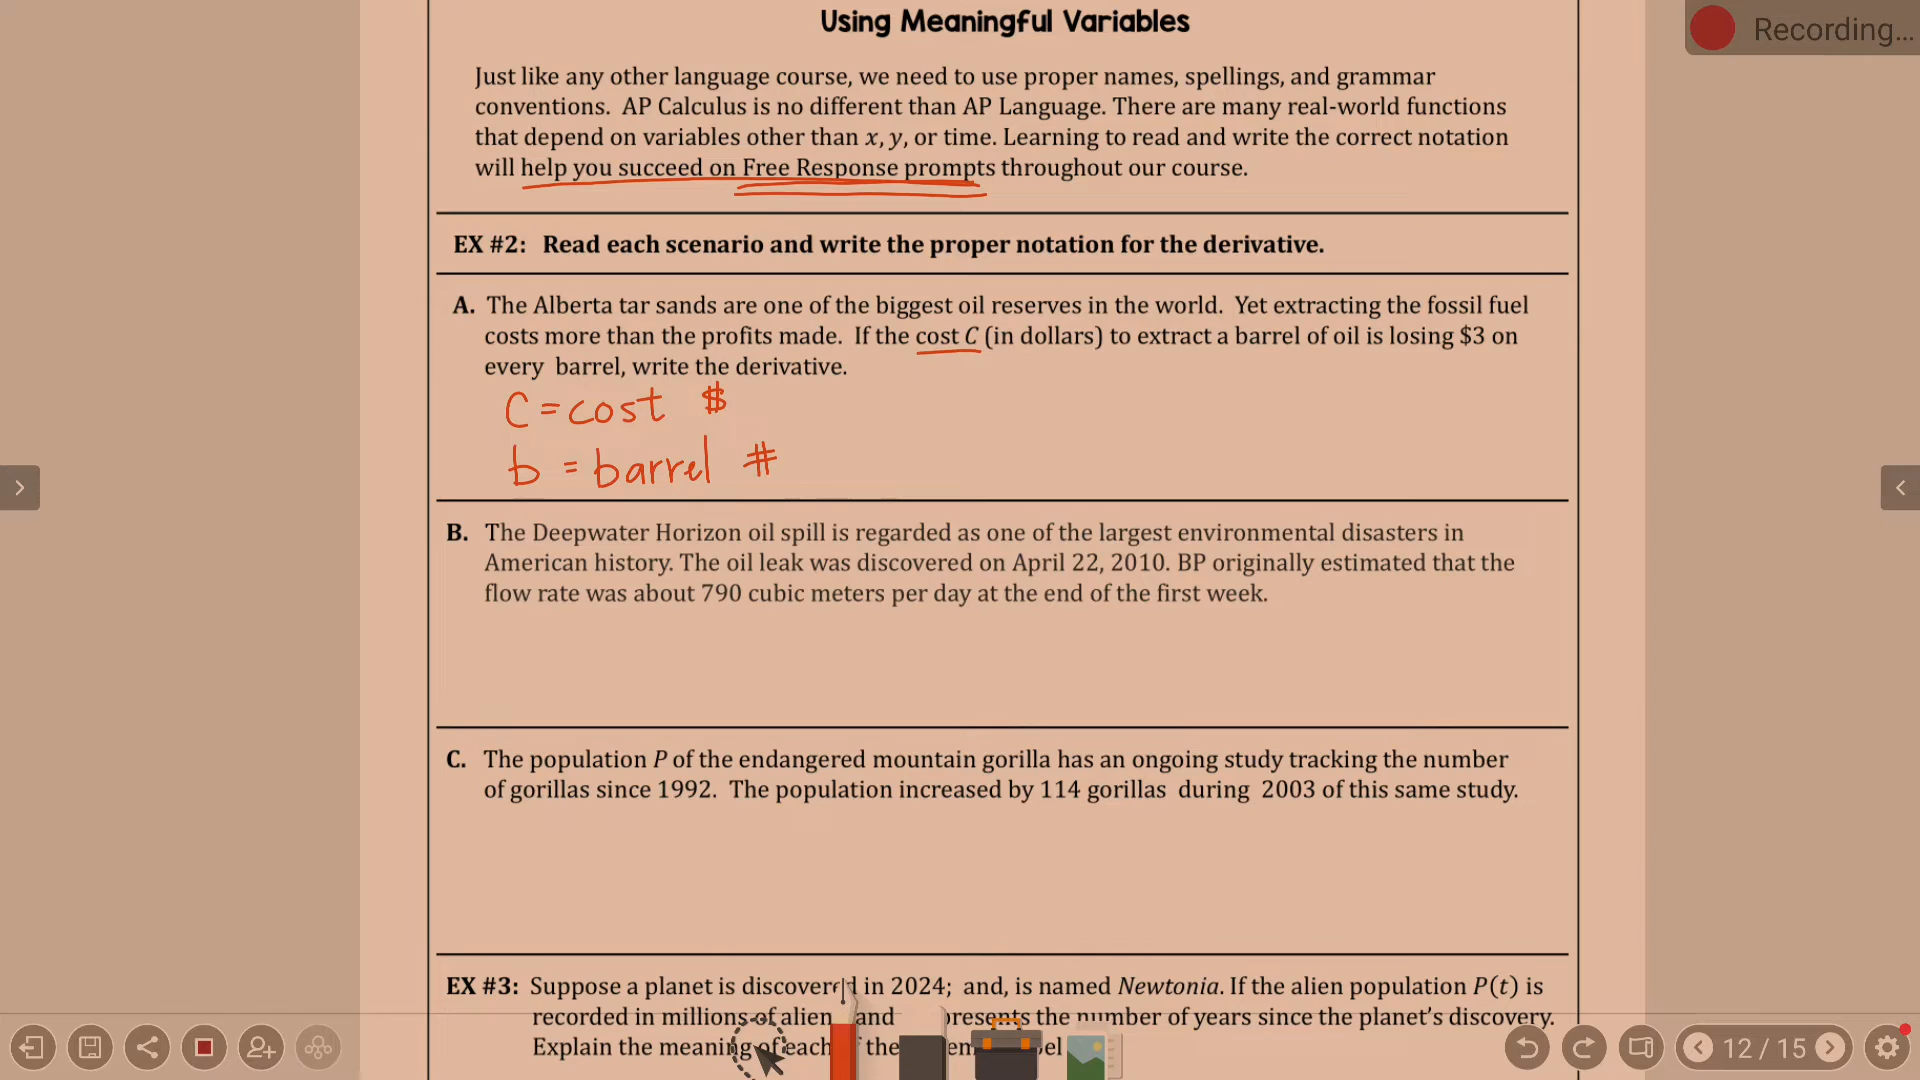 Using Meaningful Variables
Recording...
Just like any other language course, we need to use proper names, spellings, and grammar
conventions. AP Calculus is no different than AP Language. There are many real-world functions
that depend on variables other than x, y, or time. Learning to read and write the correct notation
will help you succeed on Free Response prompts throughout our course.
EX #2: Read each scenario and write the proper notation for the derivative.
A. The Alberta tar sands are one of the biggest oil reserves in the world. Yet extracting the fossil fuel
costs more than the profits made. If the cost C (in dollars) to extract a barrel of oil is losing $3 on
every barrel, write the derivative.
C = cost $
b = barrel #
B. The Deepwater Horizon oil spill is regarded as one of the largest environmental disasters in
American history. The oil leak was discovered on April 22, 2010. BP originally estimated that the
flow rate was about 790 cubic meters per day at the end of the first week.
C. The population P of the endangered mountain gorilla has an ongoing study tracking the number
of gorillas since 1992. The population increased by 114 gorillas during 2003 of this same study.
EX #3: Suppose a planet is discovered in 2024; and, is named Newtonia. If the alien population P(t) is
recorded in millions of alien and the number of years since the planet's discovery.
Explain the meaning of each the
12 / 15